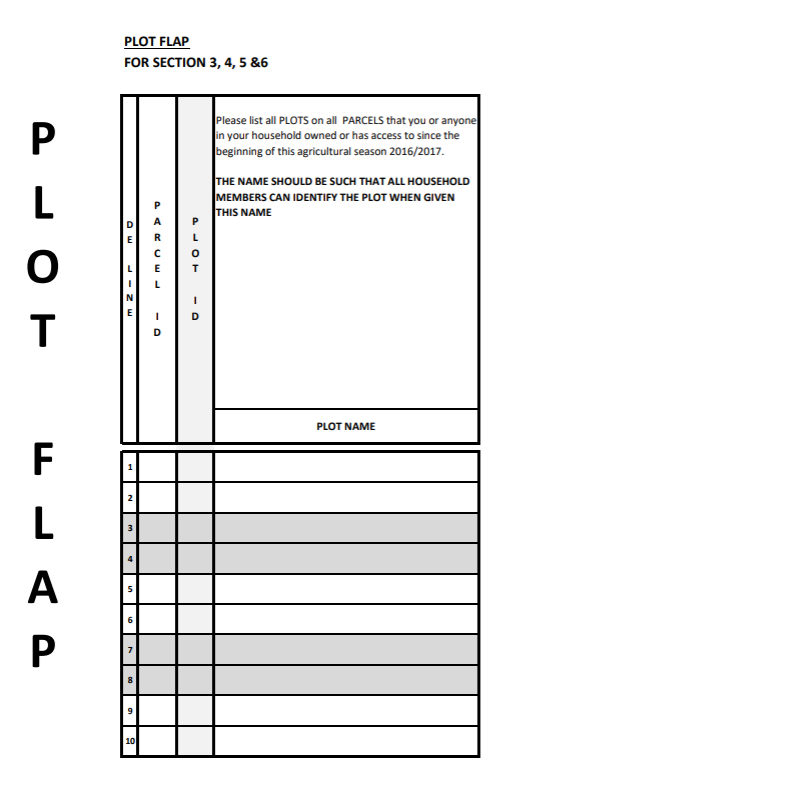 PLOT FLAP
FOR SECTION 3, 4, 5 &6
PLOT FLAP
DE LINE
PARCEL ID
PLOT ID
Please list all PLOTS on all PARCELS that you or anyone
in your household owned or has access to since the
beginning of this agricultural season 2016/2017.
THE NAME SHOULD BE SUCH THAT ALL HOUSEHOLD
MEMBERS CAN IDENTIFY THE PLOT WHEN GIVEN
THIS NAME
PLOT NAME
1
2
3
4
5
6
7
8
9
10